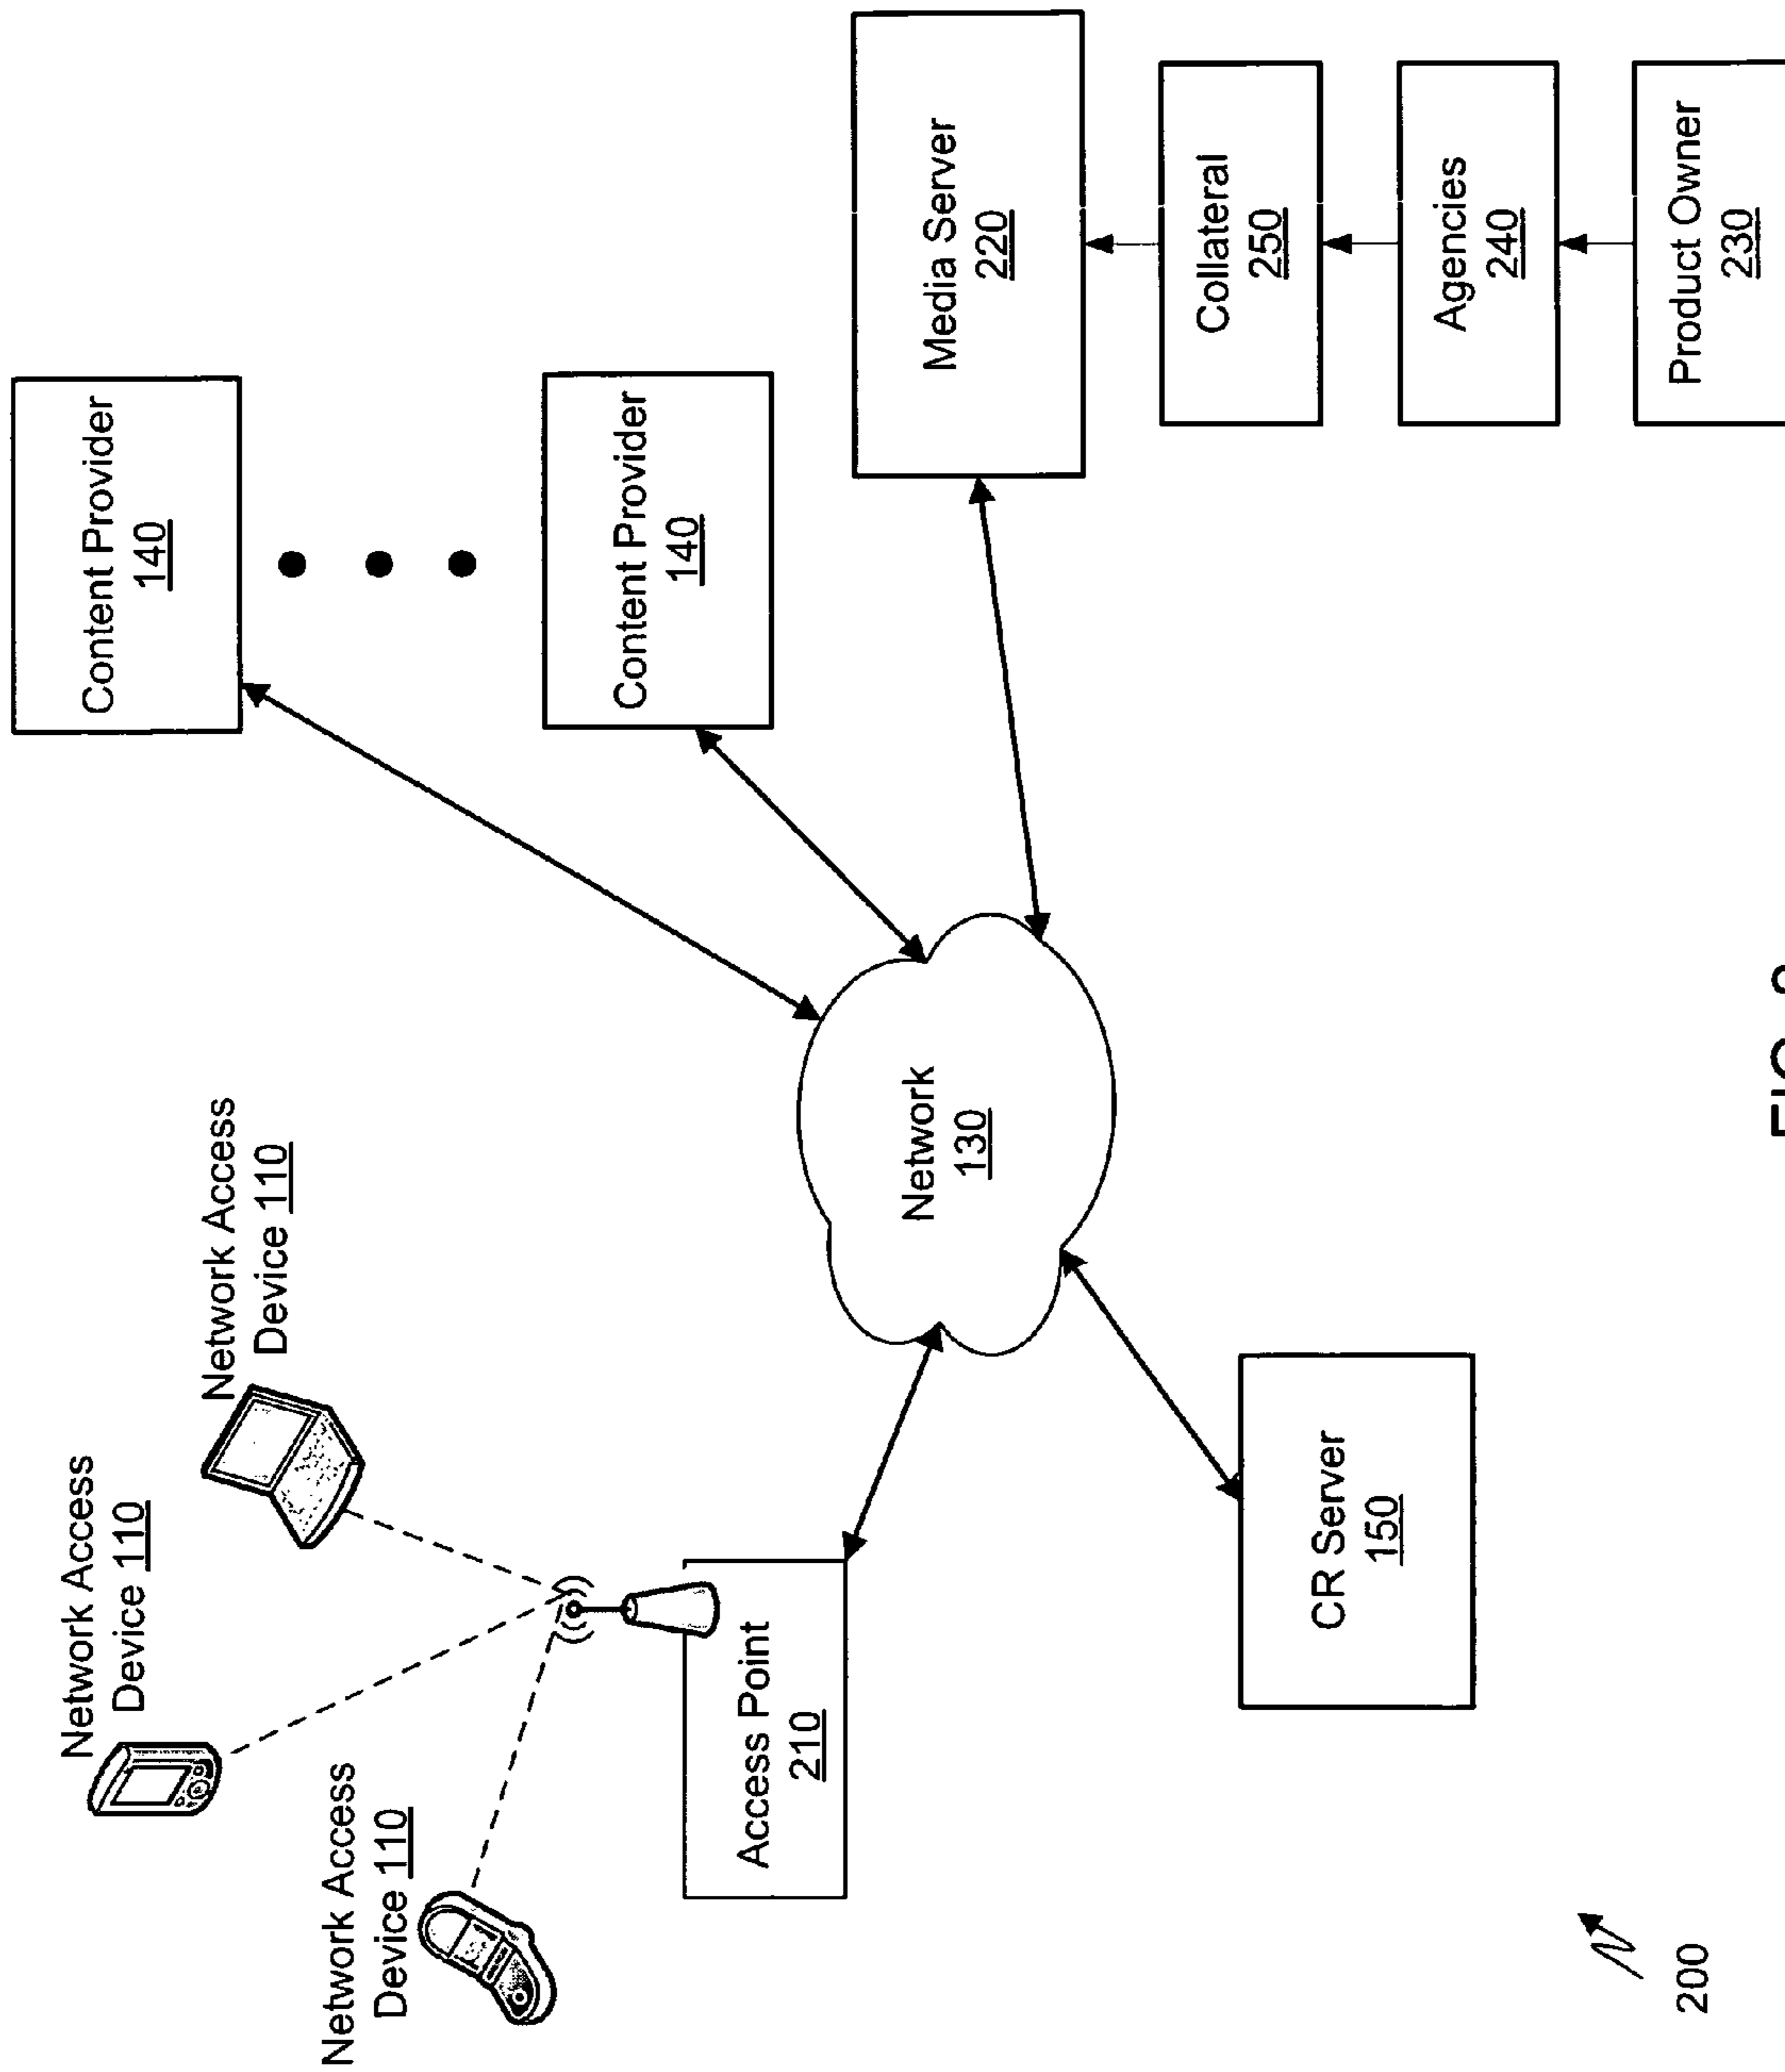 Network Access
Device 110
Network Access
Device 110
Network Access
Device 110
Access Point
210
CR Server
150
Network
130
Content Provider
140
Content Provider
140
Media Server
220
Collateral
250
Agencies
240
Product Owner
230
200